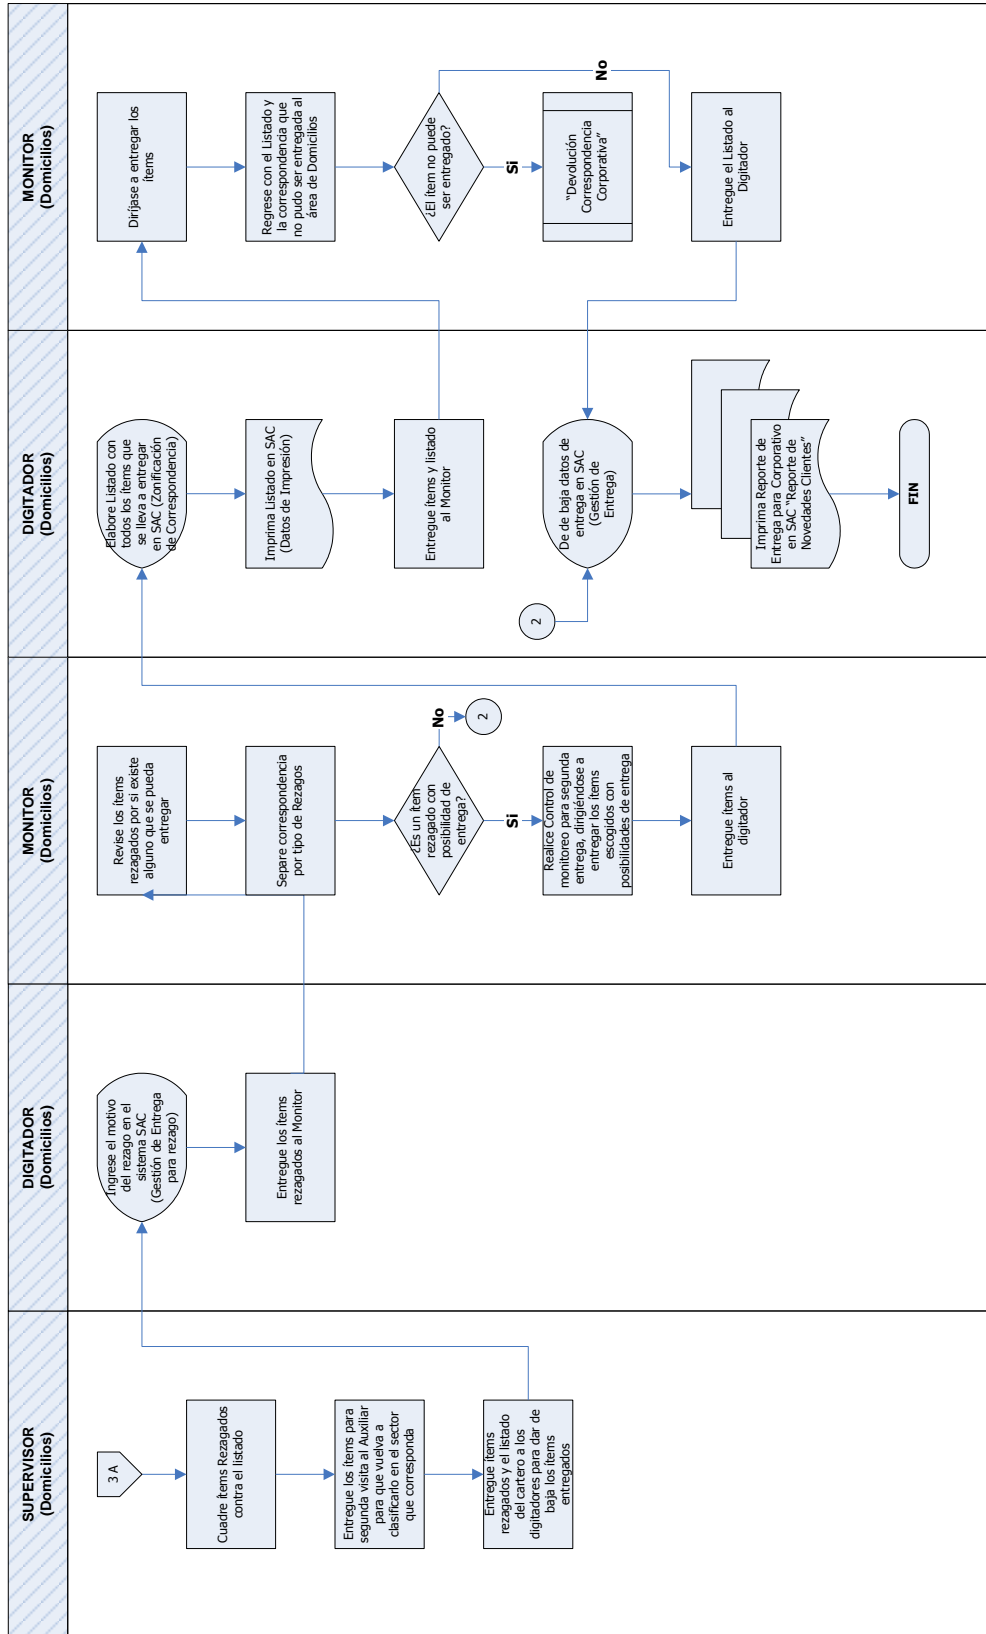 SUPERVISOR
(Domicilios)
3 A
Cuadre ítems Rezagados
contra el listado
Entregue los ítems para
segunda visita al Auxiliar
para que vuelva a
clasificarlo en el sector
que corresponda
Entregue ítems
rezagados y el listado
del cartero a los
digitadores para dar de
baja los ítems
entregados
DIGITADOR
(Domicilios)
Ingrese el motivo
del rezago en el
sistema SAC
(Gestión de Entrega
para rezago)
Entregue los ítems
rezagados al Monitor
MONITOR
(Domicilios)
Revise los ítems
rezagados por si existe
alguno que se pueda
entregar
Separe correspondencia
por tipo de Rezagos
¿Es un ítem
rezagado con
posibilidad de
entrega?
No
2
Si
Realice Control de
monitoreo para segunda
entrega, dirigiéndose a
entregar los ítems
escogidos con
posibilidades de entrega
Entregue ítems al
digitador
DIGITADOR
(Domicilios)
Elabore Listado con
todos los ítems que
se lleva a entregar
en SAC (Zonificación
de Correspondencia)
Imprima Listado en SAC
(Datos de Impresión)
Entregue ítems y listado
al Monitor
2
De de baja datos de
entrega en SAC
(Gestión de
Entrega)
Imprima Reporte de
Entrega para Corporativo
en SAC “Reporte de
Novedades Clientes”
FIN
MONITOR
(Domicilios)
Diríjase a entregar los
ítems
Regrese con el Listado y
la correspondencia que
no pudo ser entregada al
área de Domicilios
¿El ítem no puede
ser entregado?
No
Si
“Devolución
Correspondencia
Corporativa”
Entregue el Listado al
Digitador